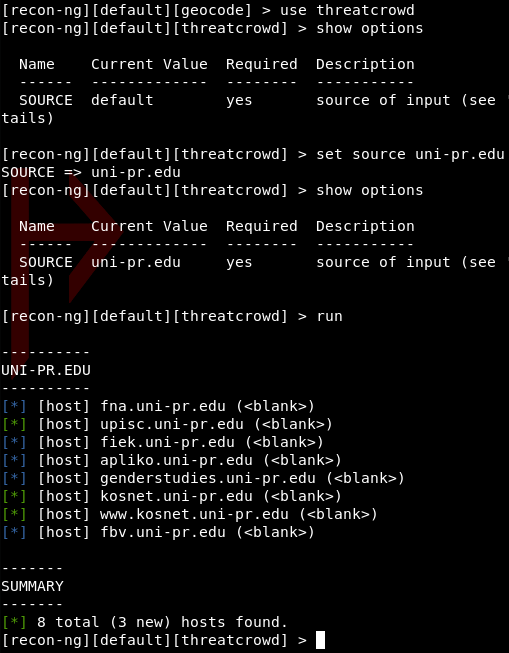 [recon-ng][default][geocode] > use threatcrowd
[recon-ng][default][threatcrowd] > show options

  Name    Current Value  Required  Description
  ------  -------------  --------  -----------
  SOURCE  default        yes       source of input (see '
tails)

[recon-ng][default][threatcrowd] > set source uni-pr.edu
SOURCE => uni-pr.edu
[recon-ng][default][threatcrowd] > show options

  Name    Current Value  Required  Description
  ------  -------------  --------  -----------
  SOURCE  uni-pr.edu     yes       source of input (see '
tails)

[recon-ng][default][threatcrowd] > run

----------
UNI-PR.EDU
----------
[*] [host] fna.uni-pr.edu (<blank>)
[*] [host] upisc.uni-pr.edu (<blank>)
[*] [host] fiek.uni-pr.edu (<blank>)
[*] [host] apliko.uni-pr.edu (<blank>)
[*] [host] genderstudies.uni-pr.edu (<blank>)
[*] [host] kosnet.uni-pr.edu (<blank>)
[*] [host] www.kosnet.uni-pr.edu (<blank>)
[*] [host] fbv.uni-pr.edu (<blank>)

-------
SUMMARY
-------
[*] 8 total (3 new) hosts found.
[recon-ng][default][threatcrowd] >